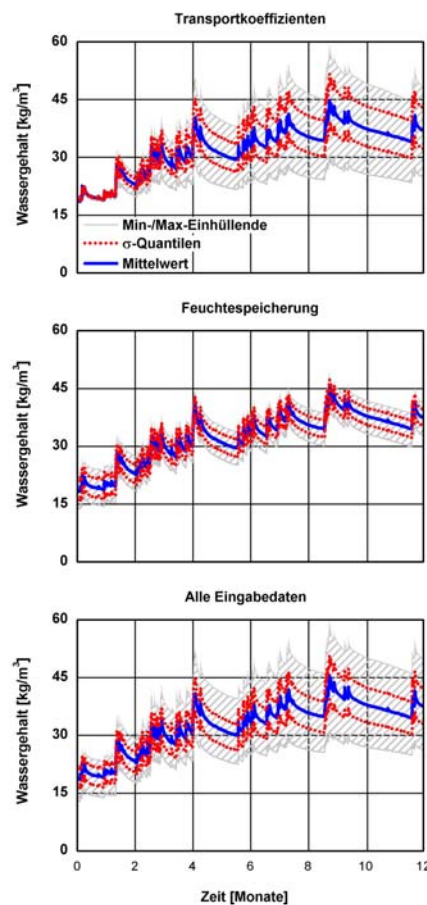 Transportkoeffizienten
60
45
30
15
0
Wassergehalt [kg/m³]
Min-/Max-Einhüllende
σ-Quantilen
Mittelwert
Feuchtespeicherung
60
45
30
15
0
Wassergehalt [kg/m³]
Alle Eingabedaten
60
45
30
15
0
Wassergehalt [kg/m³]
0 2 4 6 8 10 12
Zeit [Monate]